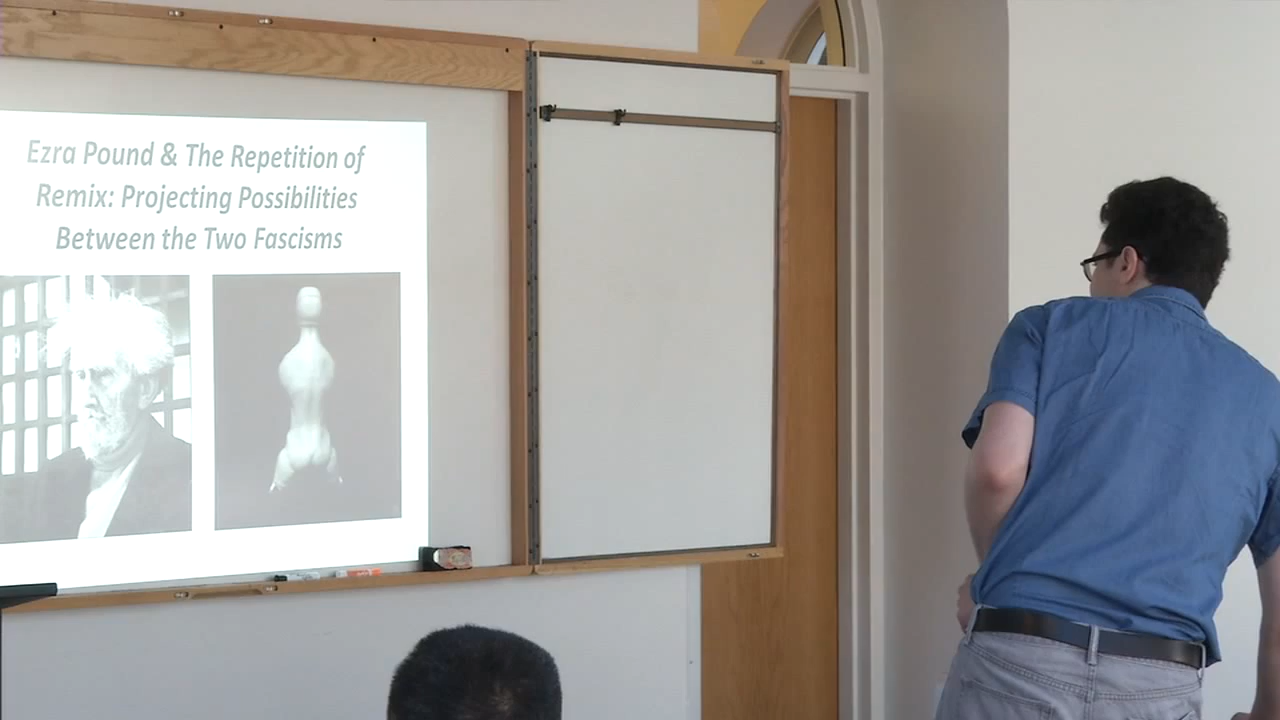 Ezra Pound & The Repetition of
Remix: Projecting Possibilities
Between the Two Fascisms